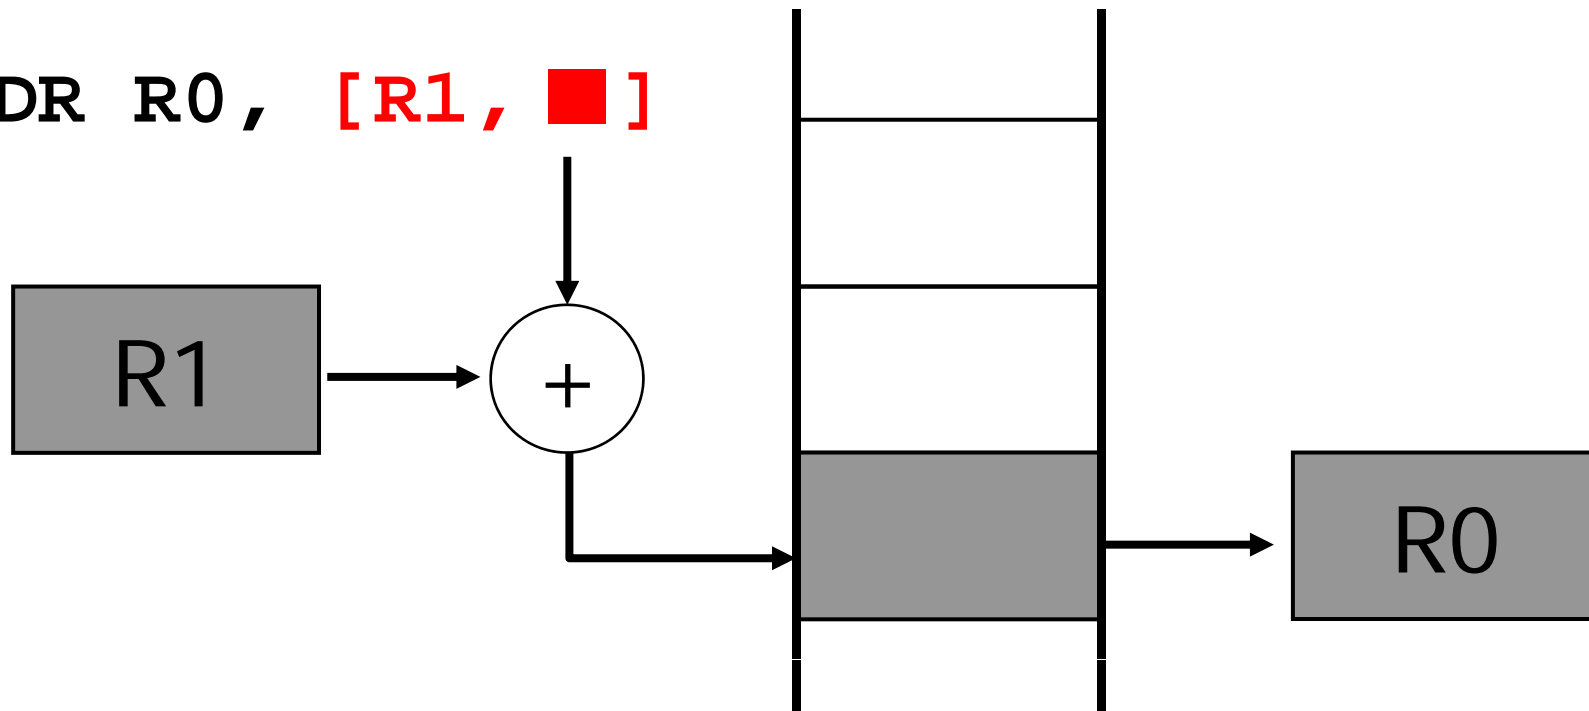 DR R0, [R1, ■]
R1
+
R0